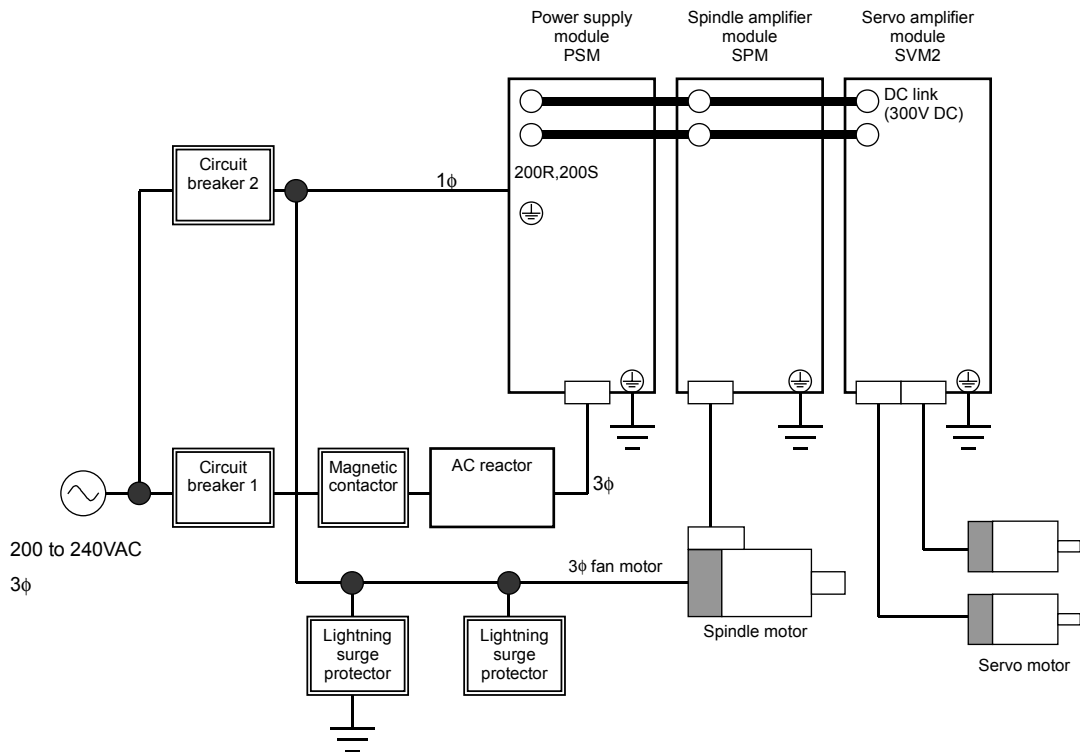 Power supply
module
PSM
Spindle amplifier
module
SPM
Servo amplifier
module
SVM2
DC link
(300V DC)
Circuit
breaker 2
1ϕ
200R,200S
Circuit
breaker 1
Magnetic
contactor
AC reactor
3ϕ
200 to 240VAC
3ϕ
3ϕ fan motor
Spindle motor
Servo motor
Lightning
surge
protector
Lightning
surge
protector